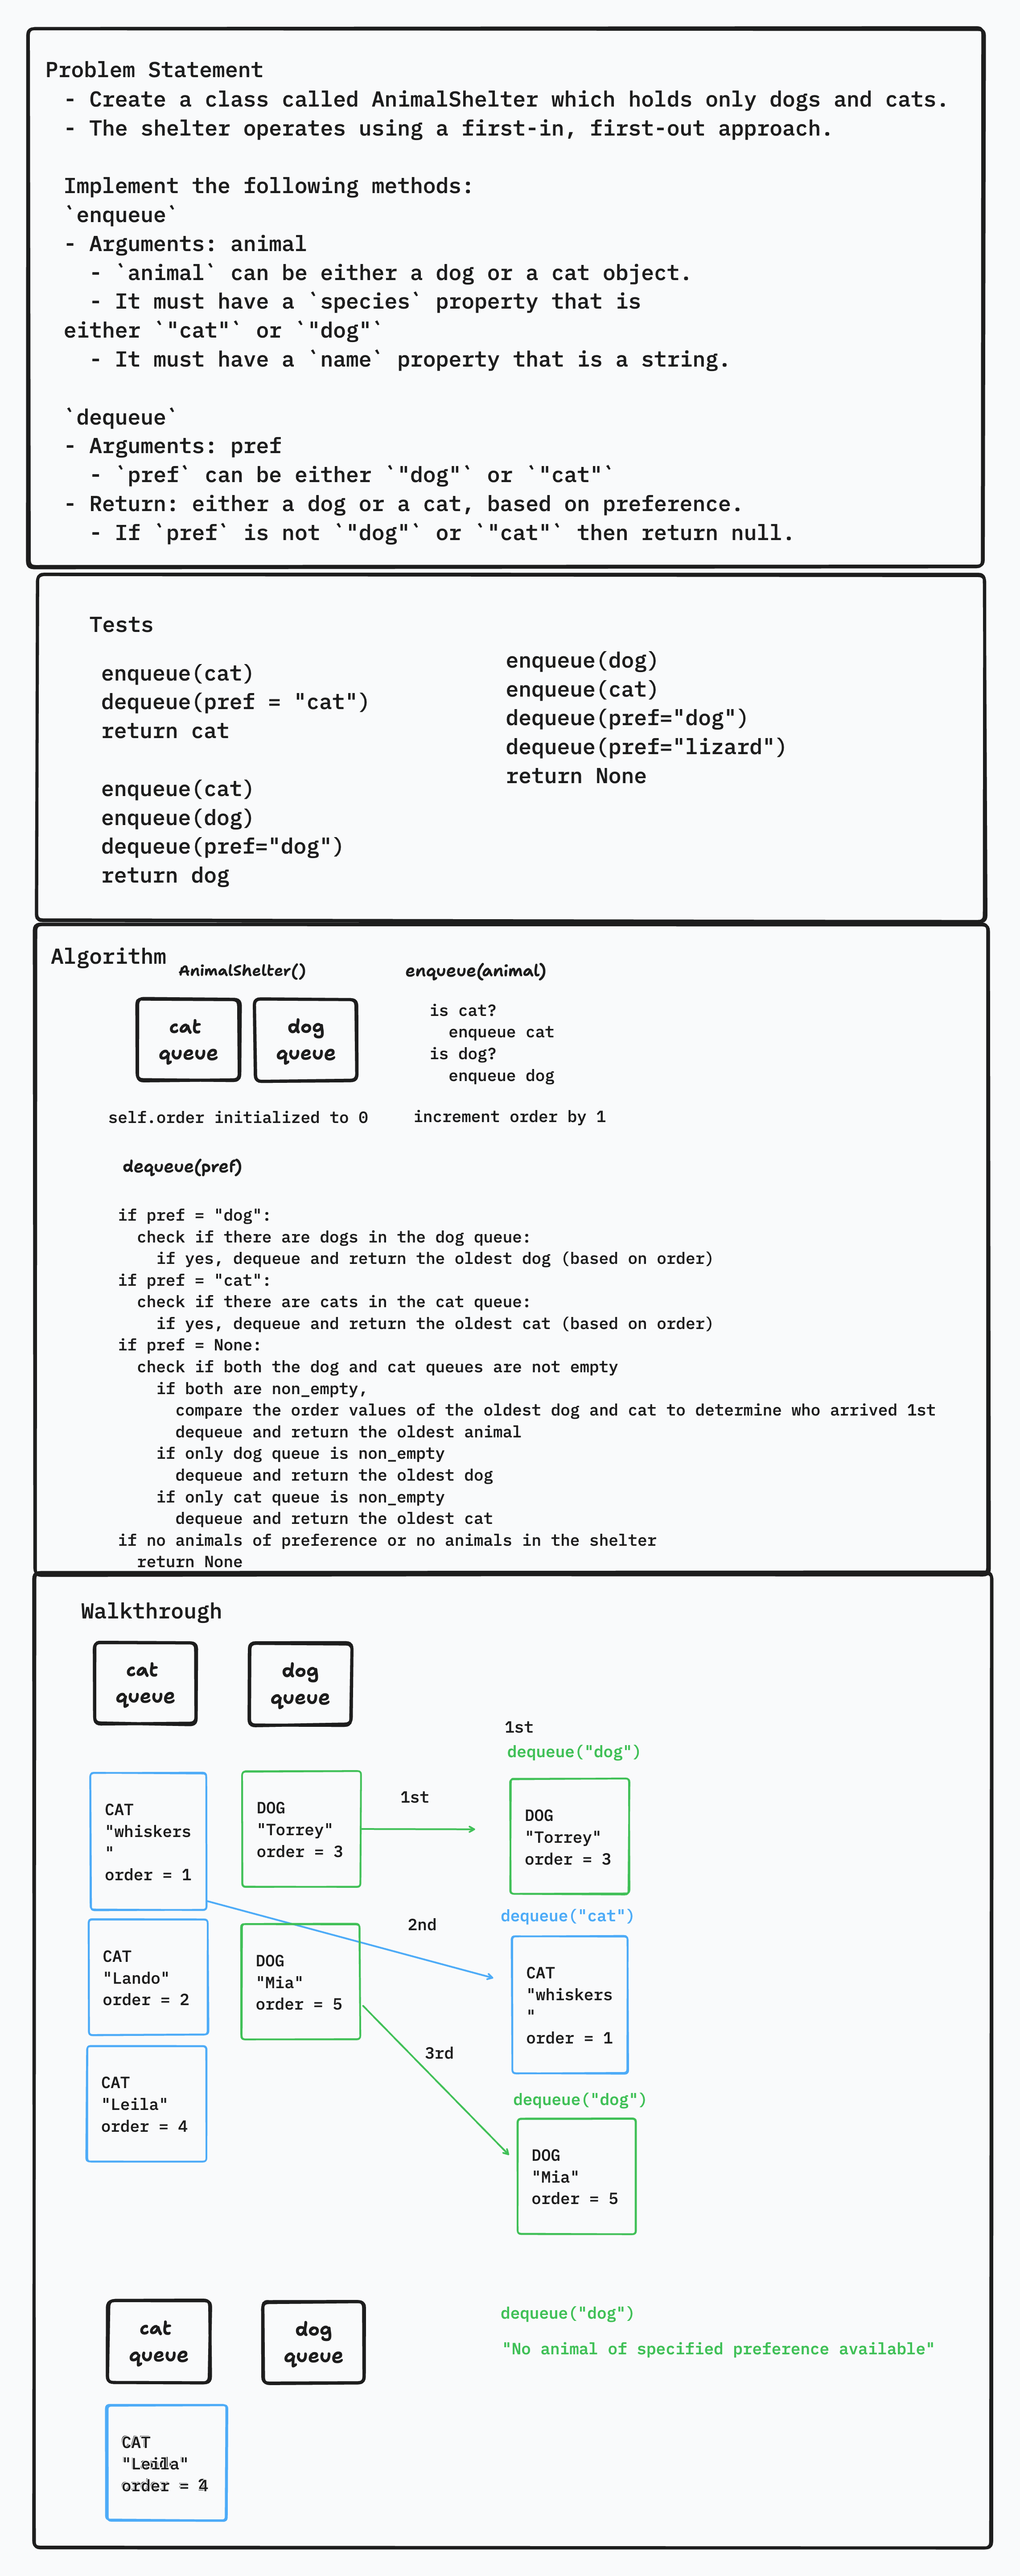 Problem Statement
- Create a class called AnimalShelter which holds only dogs and cats.
- The shelter operates using a first-in, first-out approach.
Implement the following methods:
`enqueue`
- Arguments: animal
- `animal` can be either a dog or a cat object.
- It must have a `species` property that is
either `"cat"` or `"dog"`
- It must have a `name` property that is a string.
`dequeue`
- Arguments: pref
- `pref` can be either `"dog"` or `"cat"`
- Return: either a dog or a cat, based on preference.
- If `pref` is not `"dog"` or `"cat"` then return null.
Tests
enqueue(cat)
dequeue(pref = "cat")
return cat
enqueue(cat)
enqueue(dog)
dequeue(pref="dog")
return dog
enqueue(dog)
enqueue(cat)
dequeue(pref="dog")
dequeue(pref="lizard")
return None
Algorithm
AnimalShelter()
cat
queue
dog
queue
self.order initialized to 0
enqueue(animal)
is cat?
enqueue cat
is dog?
enqueue dog
increment order by 1
dequeue(pref)
if pref = "dog":
check if there are dogs in the dog queue:
if yes, dequeue and return the oldest dog (based on order)
if pref = "cat":
check if there are cats in the cat queue:
if yes, dequeue and return the oldest cat (based on order)
if pref = None:
check if both the dog and cat queues are not empty
if both are non_empty,
compare the order values of the oldest dog and cat to determine who arrived 1st
dequeue and return the oldest animal
if only dog queue is non_empty
dequeue and return the oldest dog
if only cat queue is non_empty
dequeue and return the oldest cat
if no animals of preference or no animals in the shelter
return None
Walkthrough
cat
queue
dog
queue
CAT
"whiskers
"
order = 1
DOG
"Torrey"
order = 3
1st
1st
dequeue("dog")
DOG
"Torrey"
order = 3
CAT
"Lando"
order = 2
DOG
"Mia"
order = 5
2nd
dequeue("cat")
CAT
"whiskers
"
order = 1
CAT
"Leila"
order = 4
3rd
dequeue("dog")
DOG
"Mia"
order = 5
cat
queue
dog
queue
dequeue("dog")
"No animal of specified preference available"
CAT
"Leila"
order = 4